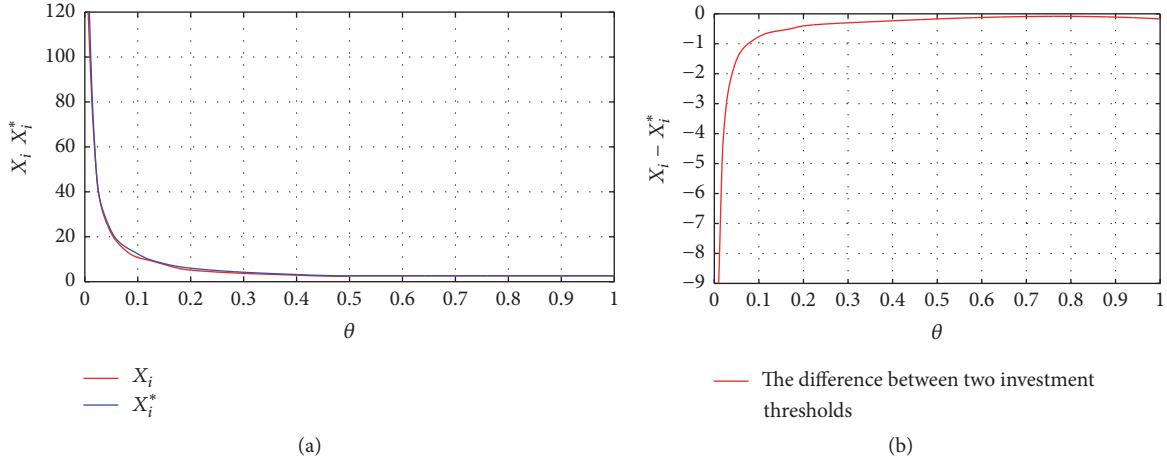 120
100
80
60
40
20
0
X_i X_i^*
0 0.1 0.2 0.3 0.4 0.5 0.6 0.7 0.8 0.9 1
θ
X_i
X_i^*
(a)
0
−1
−2
−3
−4
−5
−6
−7
−8
−9
X_i − X_i^*
0 0.1 0.2 0.3 0.4 0.5 0.6 0.7 0.8 0.9 1
θ
The difference between two investment
thresholds
(b)